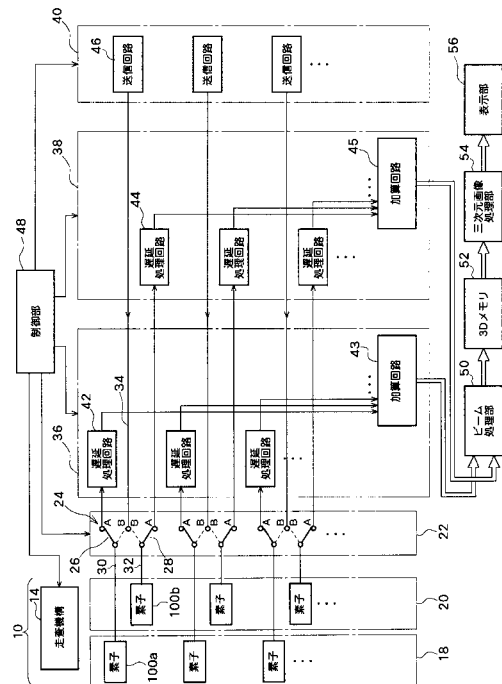 40
46
送信回路
送信回路
送信回路
38
44
遅延
処理回路
遅延
処理回路
遅延
処理回路
45
加算回路
48
制御部
36
42
34
遅延
処理回路
遅延
処理回路
遅延
処理回路
43
加算回路
56
表示部
54
三次元画像
処理部
52
3Dメモリ
50
ビーム
処理部
24
A
B
B
A
A
B
B
A
A
B
B
A
26
28
30
32
22
10
14
走査機構
素子
100b
素子
素子
20
素子
100a
素子
素子
18